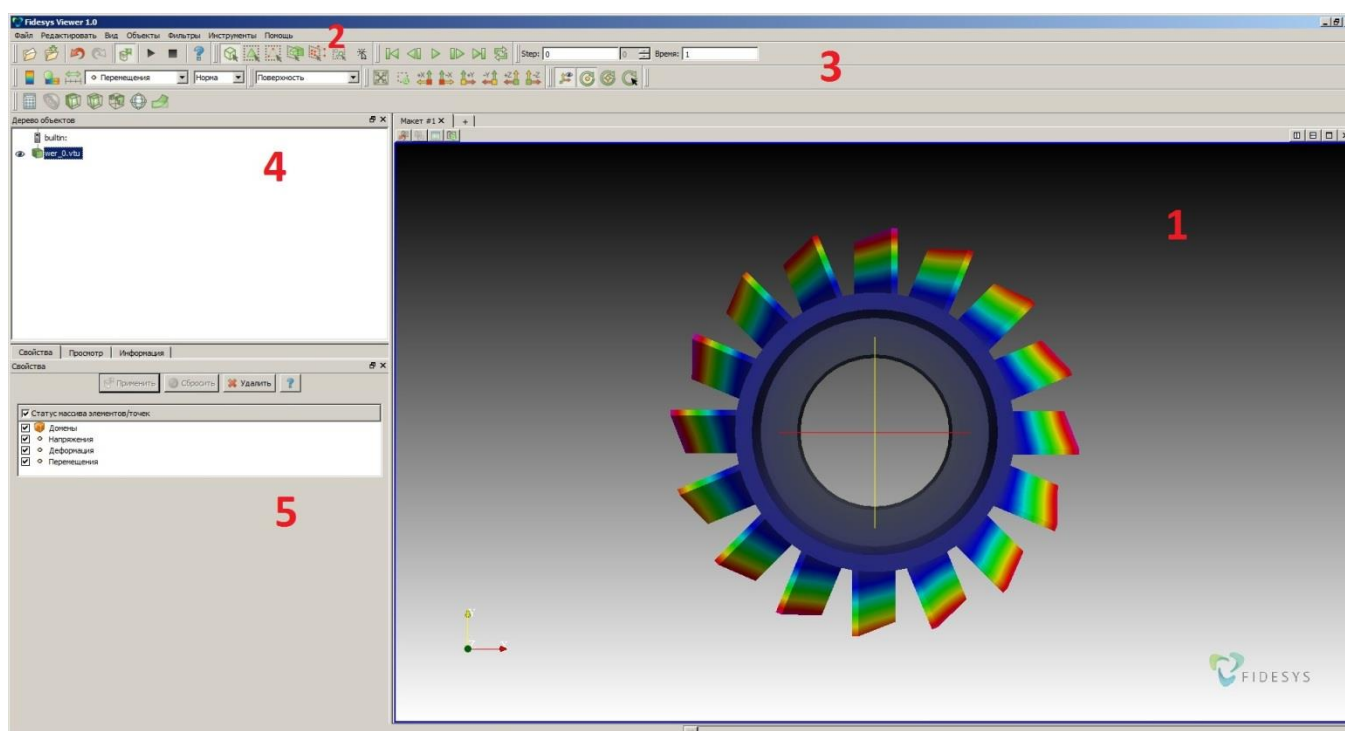 Fidesys Viewer 1.0
Файл Редактировать Вид Объекты Фильтры Инструменты Помощь
2
Step: 0 0 Время: 1
3
Перемещения Норма Поверхность
Дерево объектов
Макет #1 X +
builtin:
wer_0.vtu
4
1
Свойства Просмотр Информация
Свойства
Применить Сбросить Удалить ?
Статус массива элементов/точек
Домены
Напряжения
Деформация
Перемещения
5
FIDESYS